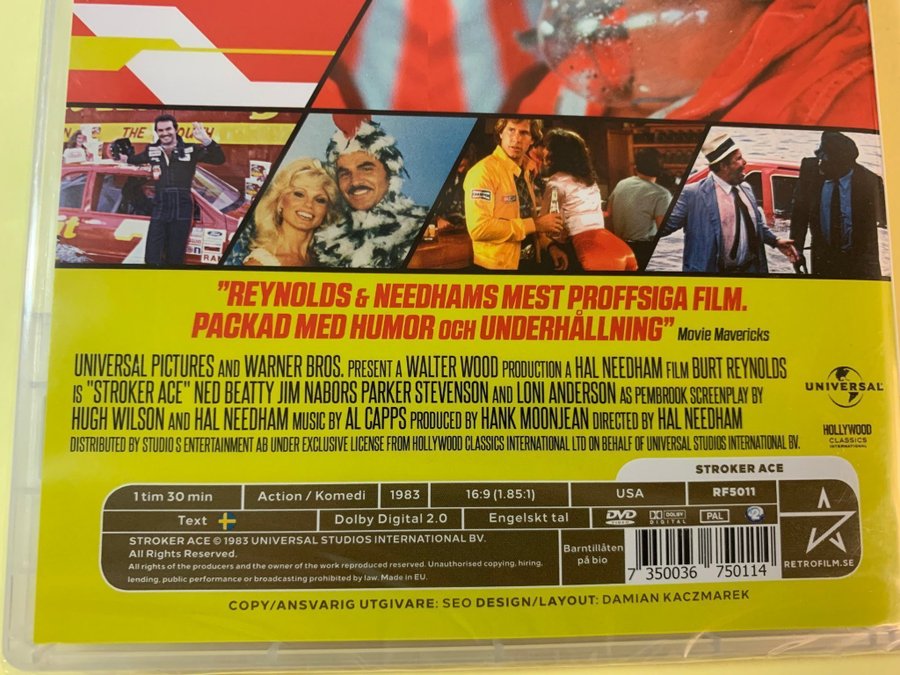 THE
"REYNOLDS & NEEDHAMS MEST PROFFSIGA FILM.
PACKAD MED HUMOR OCH UNDERHÅLLNING" Movie Mavericks
UNIVERSAL PICTURES AND WARNER BROS. PRESENT A WALTER WOOD PRODUCTION A HAL NEEDHAM FILM BURT REYNOLDS
IS "STROKER ACE" NED BEATTY JIM NABORS PARKER STEVENSON AND LONI ANDERSON AS PEMBROOK SCREENPLAY BY
HUGH WILSON AND HAL NEEDHAM MUSIC BY AL CAPPS PRODUCED BY HANK MOONJEAN DIRECTED BY HAL NEEDHAM
DISTRIBUTED BY STUDIO S ENTERTAINMENT AB UNDER EXCLUSIVE LICENSE FROM HOLLYWOOD CLASSICS INTERNATIONAL LTD ON BEHALF OF UNIVERSAL STUDIOS INTERNATIONAL BV.
UNIVERSAL
HOLLYWOOD
CLASSICS
INTERNATIONAL
STROKER ACE
1 tim 30 min Action / Komedi 1983 16:9 (1.85:1) USA RF5011
Text Dolby Digital 2.0 Engelskt tal DVD VIDEO DOLBY DIGITAL PAL 2
STROKER ACE © 1983 UNIVERSAL STUDIOS INTERNATIONAL BV.
All Rights Reserved.
All rights of the producers and the owner of the work reproduced reserved. Unauthorised copying, hiring,
lending, public performance or broadcasting prohibited by law. Made in EU.
Barntillåten
på bio
7 350036 750114
RETROFILM.SE
COPY/ANSVARIG UTGIVARE: SEO DESIGN/LAYOUT: DAMIAN KACZMAREK